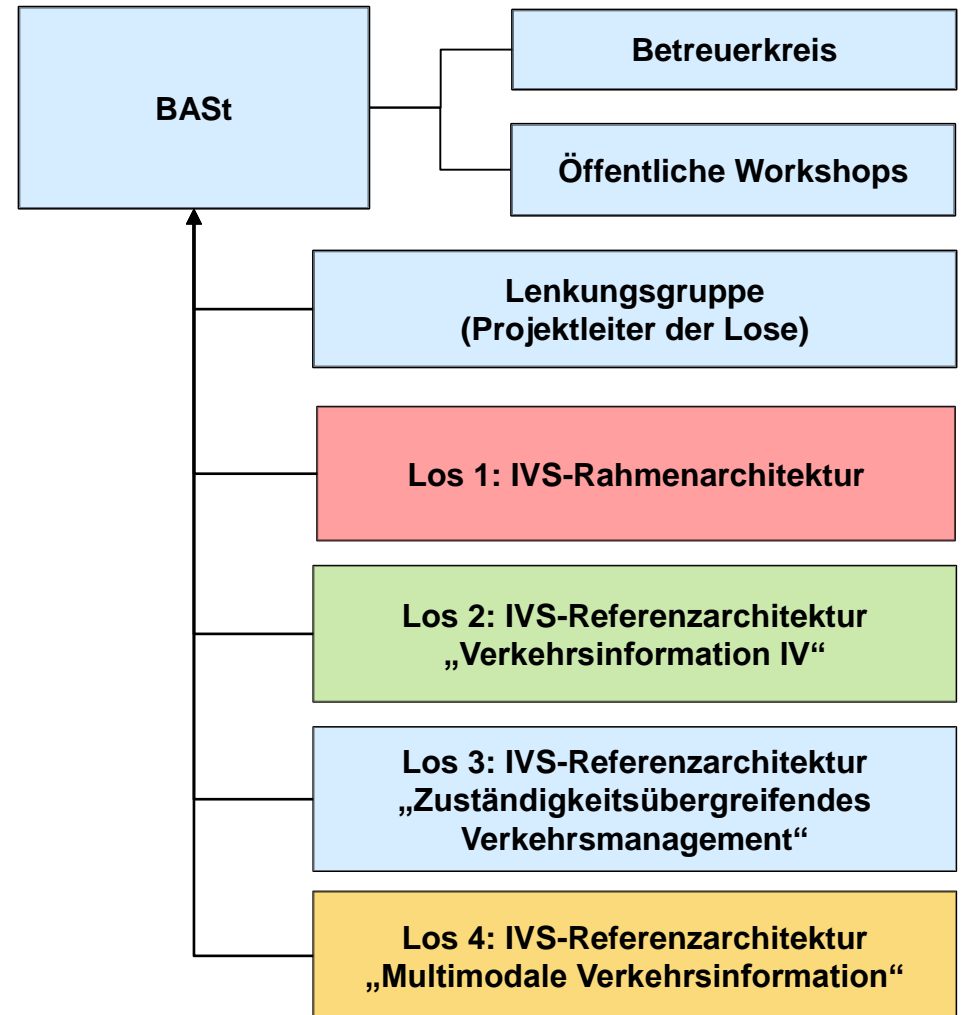 BASt
Betreuerkreis
Öffentliche Workshops
Lenkungsgruppe
(Projektleiter der Lose)
Los 1: IVS-Rahmenarchitektur
Los 2: IVS-Referenzarchitektur
„Verkehrsinformation IV“
Los 3: IVS-Referenzarchitektur
„Zuständigkeitsübergreifendes
Verkehrsmanagement“
Los 4: IVS-Referenzarchitektur
„Multimodale Verkehrsinformation“